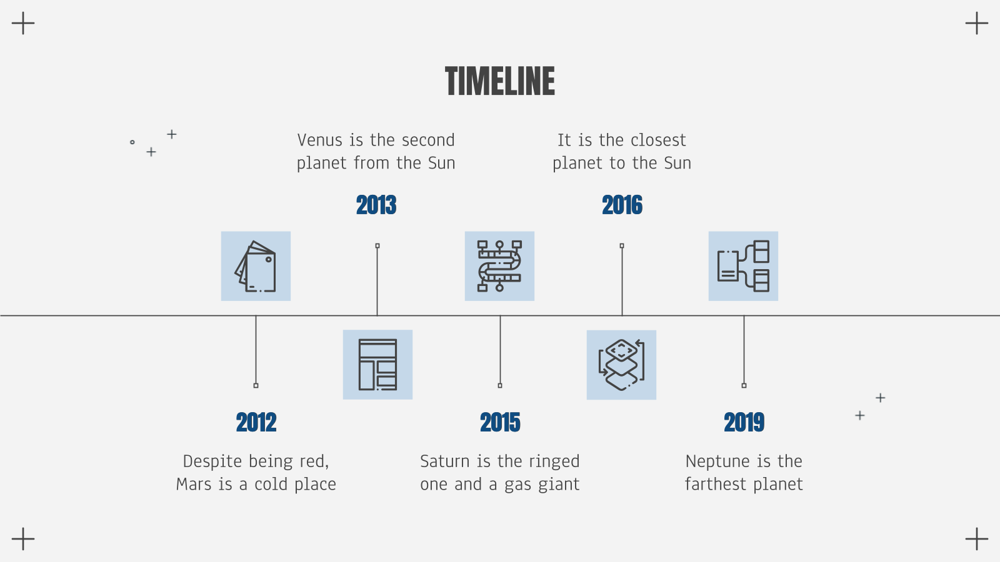 TIMELINE
Venus is the second
planet from the Sun
2013
It is the closest
planet to the Sun
2016
2012
Despite being red,
Mars is a cold place
2015
Saturn is the ringed
one and a gas giant
2019
Neptune is the
farthest planet